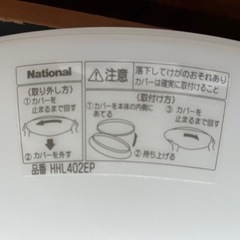 National
⚠注意
落下してけがのおそれあり
カバーは確実に取付けること
〈取り外し方〉
①カバーを
止まるまで回す
②カバーを外す
〈取付け方〉
①カバーを本体の内側に
あてる
②持ち上げる
③カバーを
止まるまで回す
品番 HHL402EP